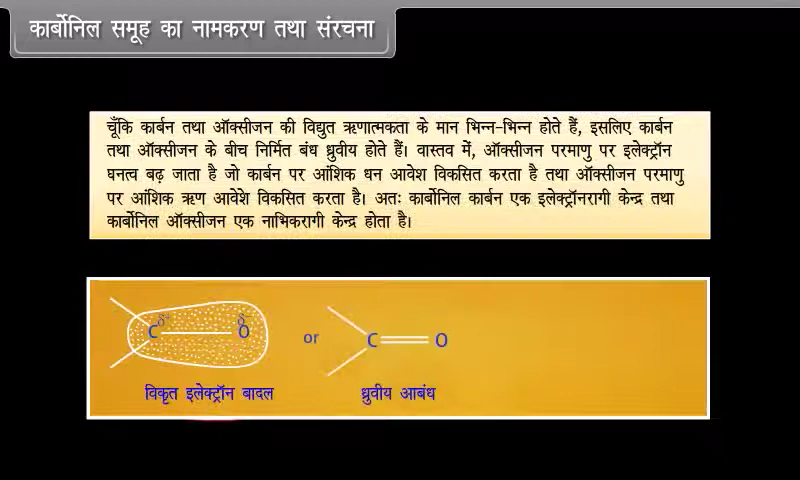 कार्बोनिल समूह का नामकरण तथा संरचना
चूँकि कार्बन तथा ऑक्सीजन की विद्युत ऋणात्मकता के मान भिन्न-भिन्न होते हैं, इसलिए कार्बन
तथा ऑक्सीजन के बीच निर्मित बंध ध्रुवीय होते हैं। वास्तव में, ऑक्सीजन परमाणु पर इलेक्ट्रॉन
घनत्व बढ़ जाता है जो कार्बन पर आंशिक धन आवेश विकसित करता है तथा ऑक्सीजन परमाणु
पर आंशिक ऋण आवेशे विकसित करता है। अतः कार्बोनिल कार्बन एक इलेक्ट्रॉनरागी केन्द्र तथा
कार्बोनिल ऑक्सीजन एक नाभिकरागी केन्द्र होता है।
δ+ δ-
C O or C O
विकृत इलेक्ट्रॉन बादल ध्रुवीय आबंध